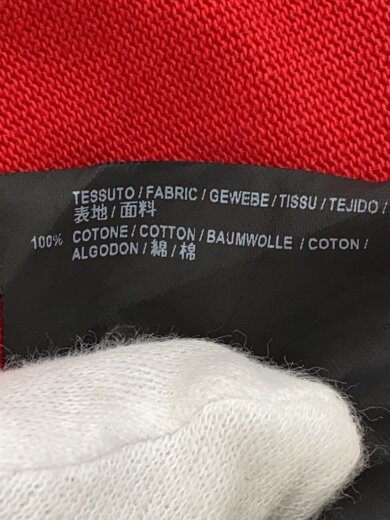 TESSUTO / FABRIC / GEWEBE / TISSU / TEJIDO /
表地 / 面料
100% COTONE / COTTON / BAUMWOLLE / COTON /
ALGODON / 綿 / 棉